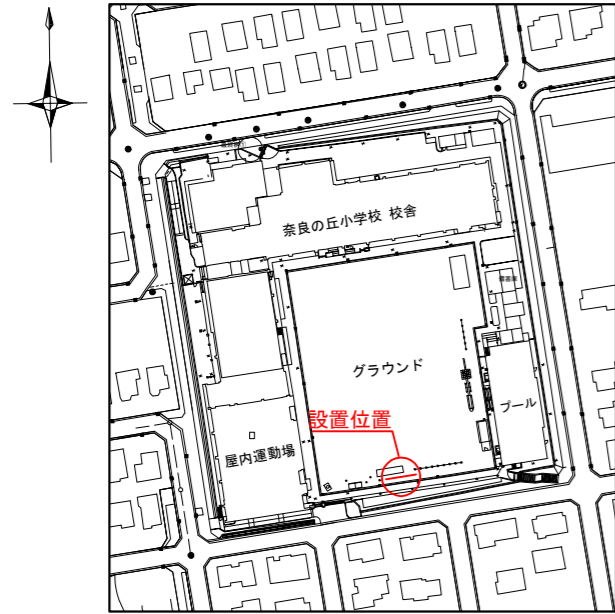 奈良の丘小学校 校舎
グラウンド
プール
設置位置
屋内運動場